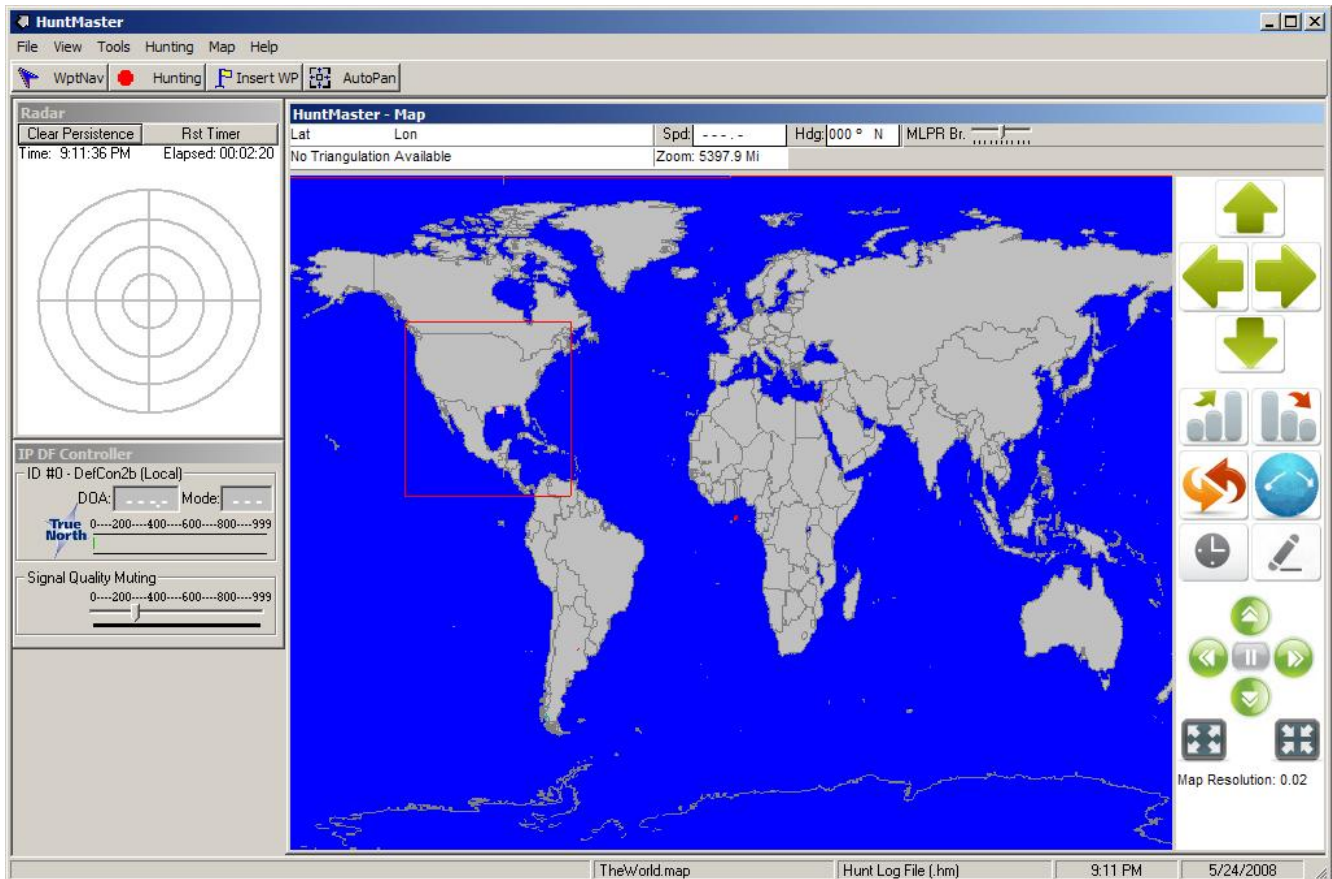 HuntMaster
File View Tools Hunting Map Help
WptNav Hunting Insert WP AutoPan
Radar
Clear Persistence Rst Timer
Time: 9:11:36 PM Elapsed: 00:02:20
HuntMaster - Map
Lat Lon Spd: ---.- Hdg: 000 º N MLPR Br.
No Triangulation Available Zoom: 5397.9 Mi
IP DF Controller
ID #0 - DefCon2b (Local)
DOA: ---.- Mode: ---
True North
0----200----400----600----800----999
Signal Quality Muting
0----200----400----600----800----999
Map Resolution: 0.02
TheWorld.map Hunt Log File (.hm) 9:11 PM 5/24/2008